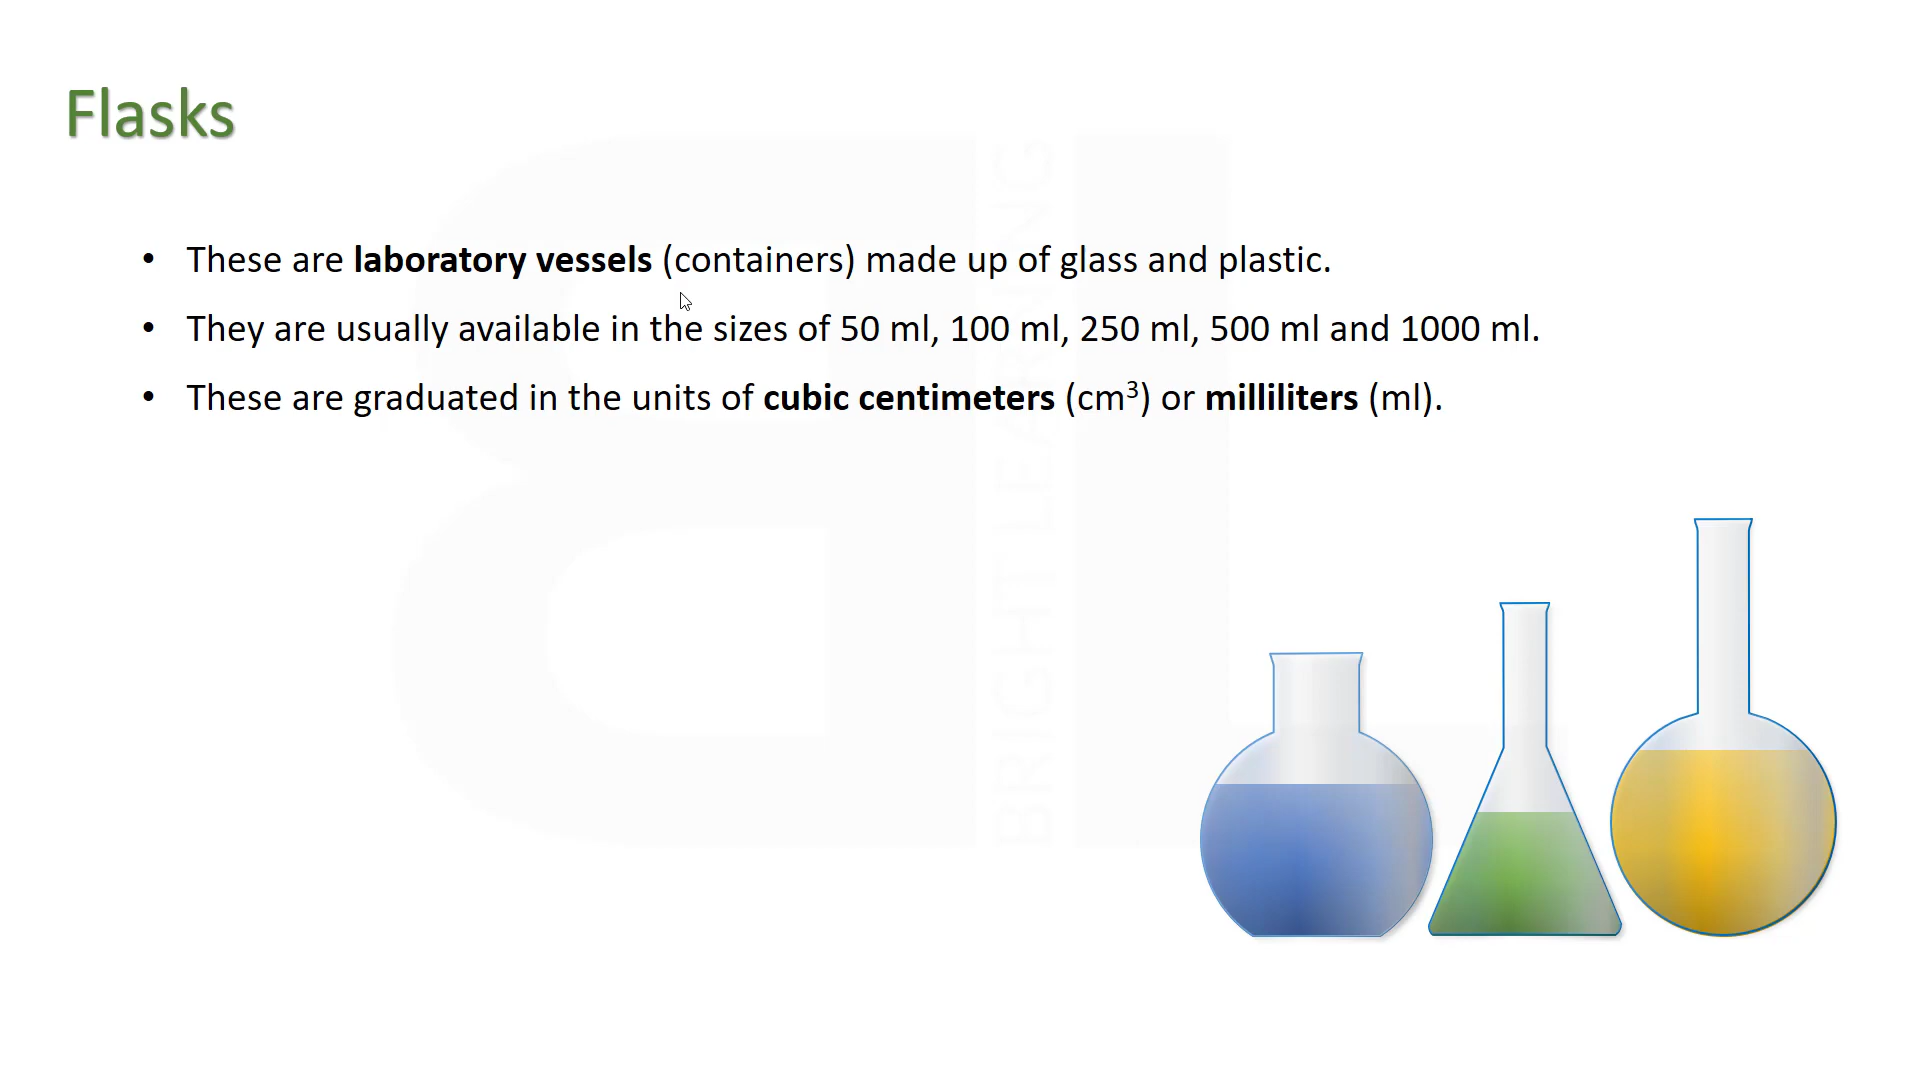 Flasks
• These are laboratory vessels (containers) made up of glass and plastic.
• They are usually available in the sizes of 50 ml, 100 ml, 250 ml, 500 ml and 1000 ml.
• These are graduated in the units of cubic centimeters (cm³) or milliliters (ml).
BRIGHT LEARNING